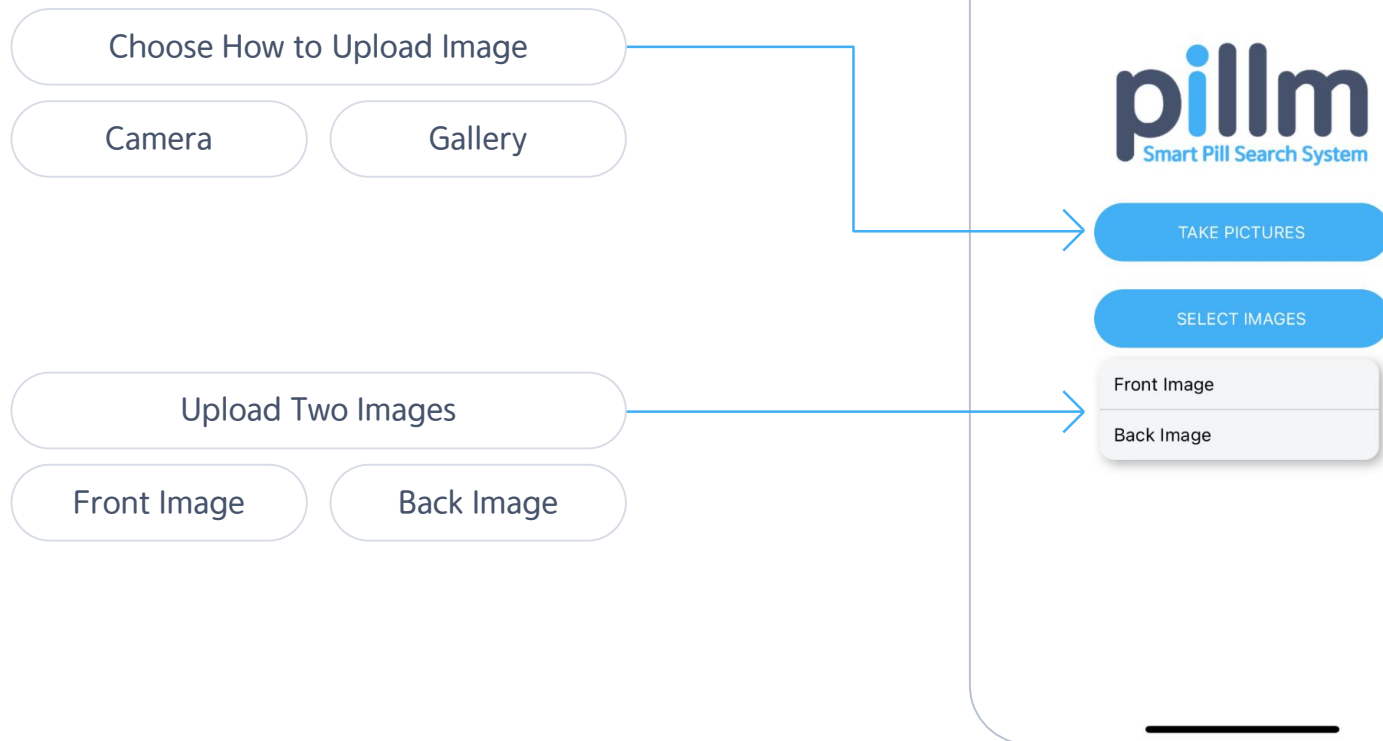 Choose How to Upload Image
Camera
Gallery
Upload Two Images
Front Image
Back Image
pillm
Smart Pill Search System
TAKE PICTURES
SELECT IMAGES
Front Image
Back Image